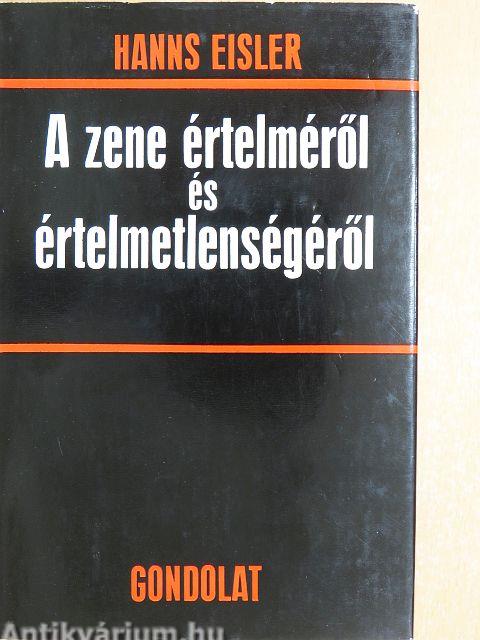 HANNS EISLER
A zene értelméről
és
értelmetlenségéről
GONDOLAT
Antikvárium.hu